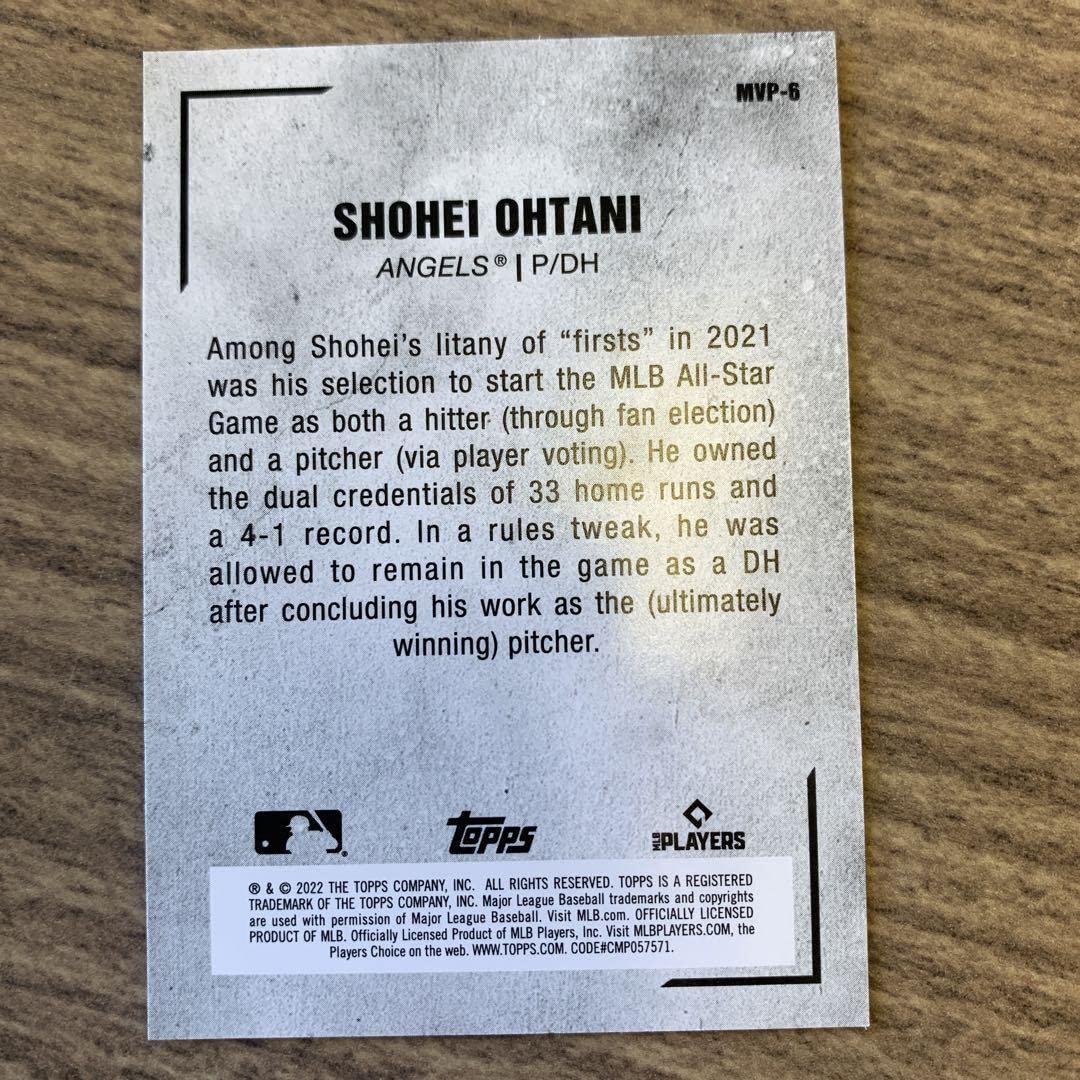 MVP-6
SHOHEI OHTANI
ANGELS® | P/DH
Among Shohei's litany of “firsts” in 2021
was his selection to start the MLB All-Star
Game as both a hitter (through fan election)
and a pitcher (via player voting). He owned
the dual credentials of 33 home runs and
a 4-1 record. In a rules tweak, he was
allowed to remain in the game as a DH
after concluding his work as the (ultimately
winning) pitcher.
TOPPS
MLB PLAYERS
® & © 2022 THE TOPPS COMPANY, INC. ALL RIGHTS RESERVED. TOPPS IS A REGISTERED
TRADEMARK OF THE TOPPS COMPANY, INC. Major League Baseball trademarks and copyrights
are used with permission of Major League Baseball. Visit MLB.com. OFFICIALLY LICENSED
PRODUCT OF MLB. Officially Licensed Product of MLB Players, Inc. Visit MLBPLAYERS.COM, the
Players Choice on the web. WWW.TOPPS.COM. CODE#CMP057571.